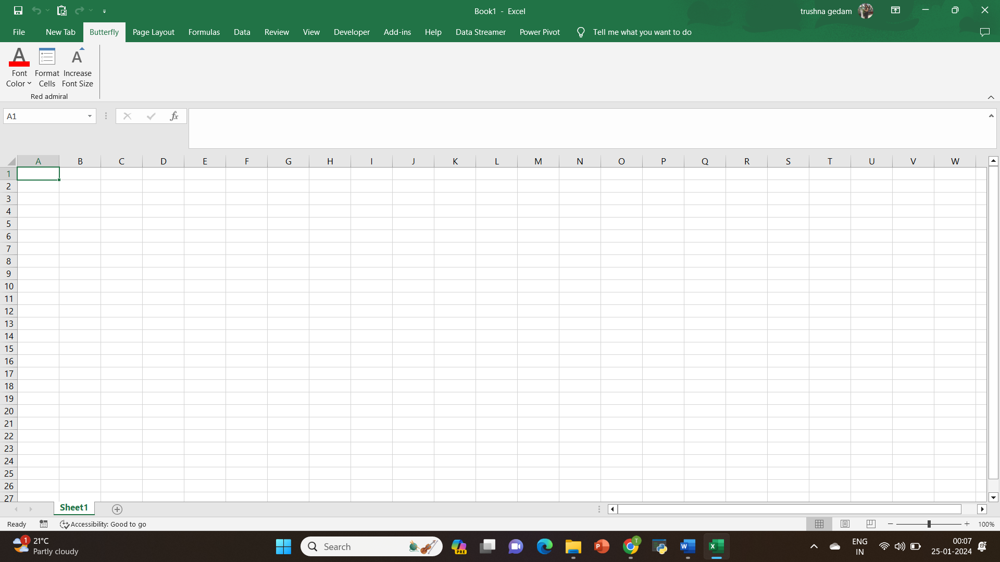 Book1 - Excel
trushna gedam
File New Tab Butterfly Page Layout Formulas Data Review View Developer Add-ins Help Data Streamer Power Pivot Tell me what you want to do
A A
Font Format Increase
Color Cells Font Size
Red admiral
A1 fx
A B C D E F G H I J K L M N O P Q R S T U V W
1
2
3
4
5
6
7
8
9
10
11
12
13
14
15
16
17
18
19
20
21
22
23
24
25
26
27
Sheet1
Ready Accessibility: Good to go 100%
1 21°C
Partly cloudy
Search
PRE
P
T
W
X
ENG
IN
00:07
25-01-2024